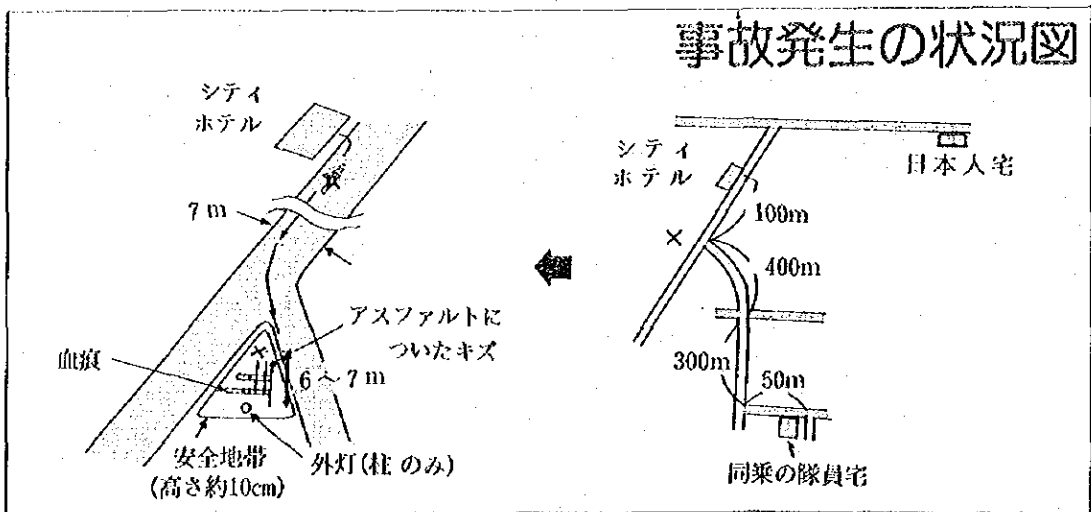 事故発生の状況図
シティ
ホテル
7m
アスファルトに
ついたキズ
血痕
6〜7m
安全地帯
(高さ約10cm)
外灯(柱のみ)
シティ
ホテル
日本人宅
100m
400m
300m
50m
同乗の隊員宅